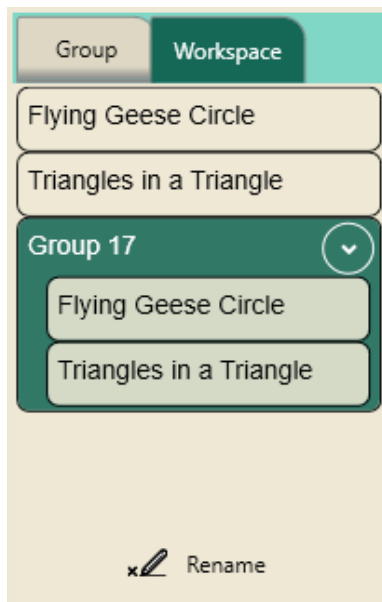 Group
Workspace
Flying Geese Circle
Triangles in a Triangle
Group 17
Flying Geese Circle
Triangles in a Triangle
Rename